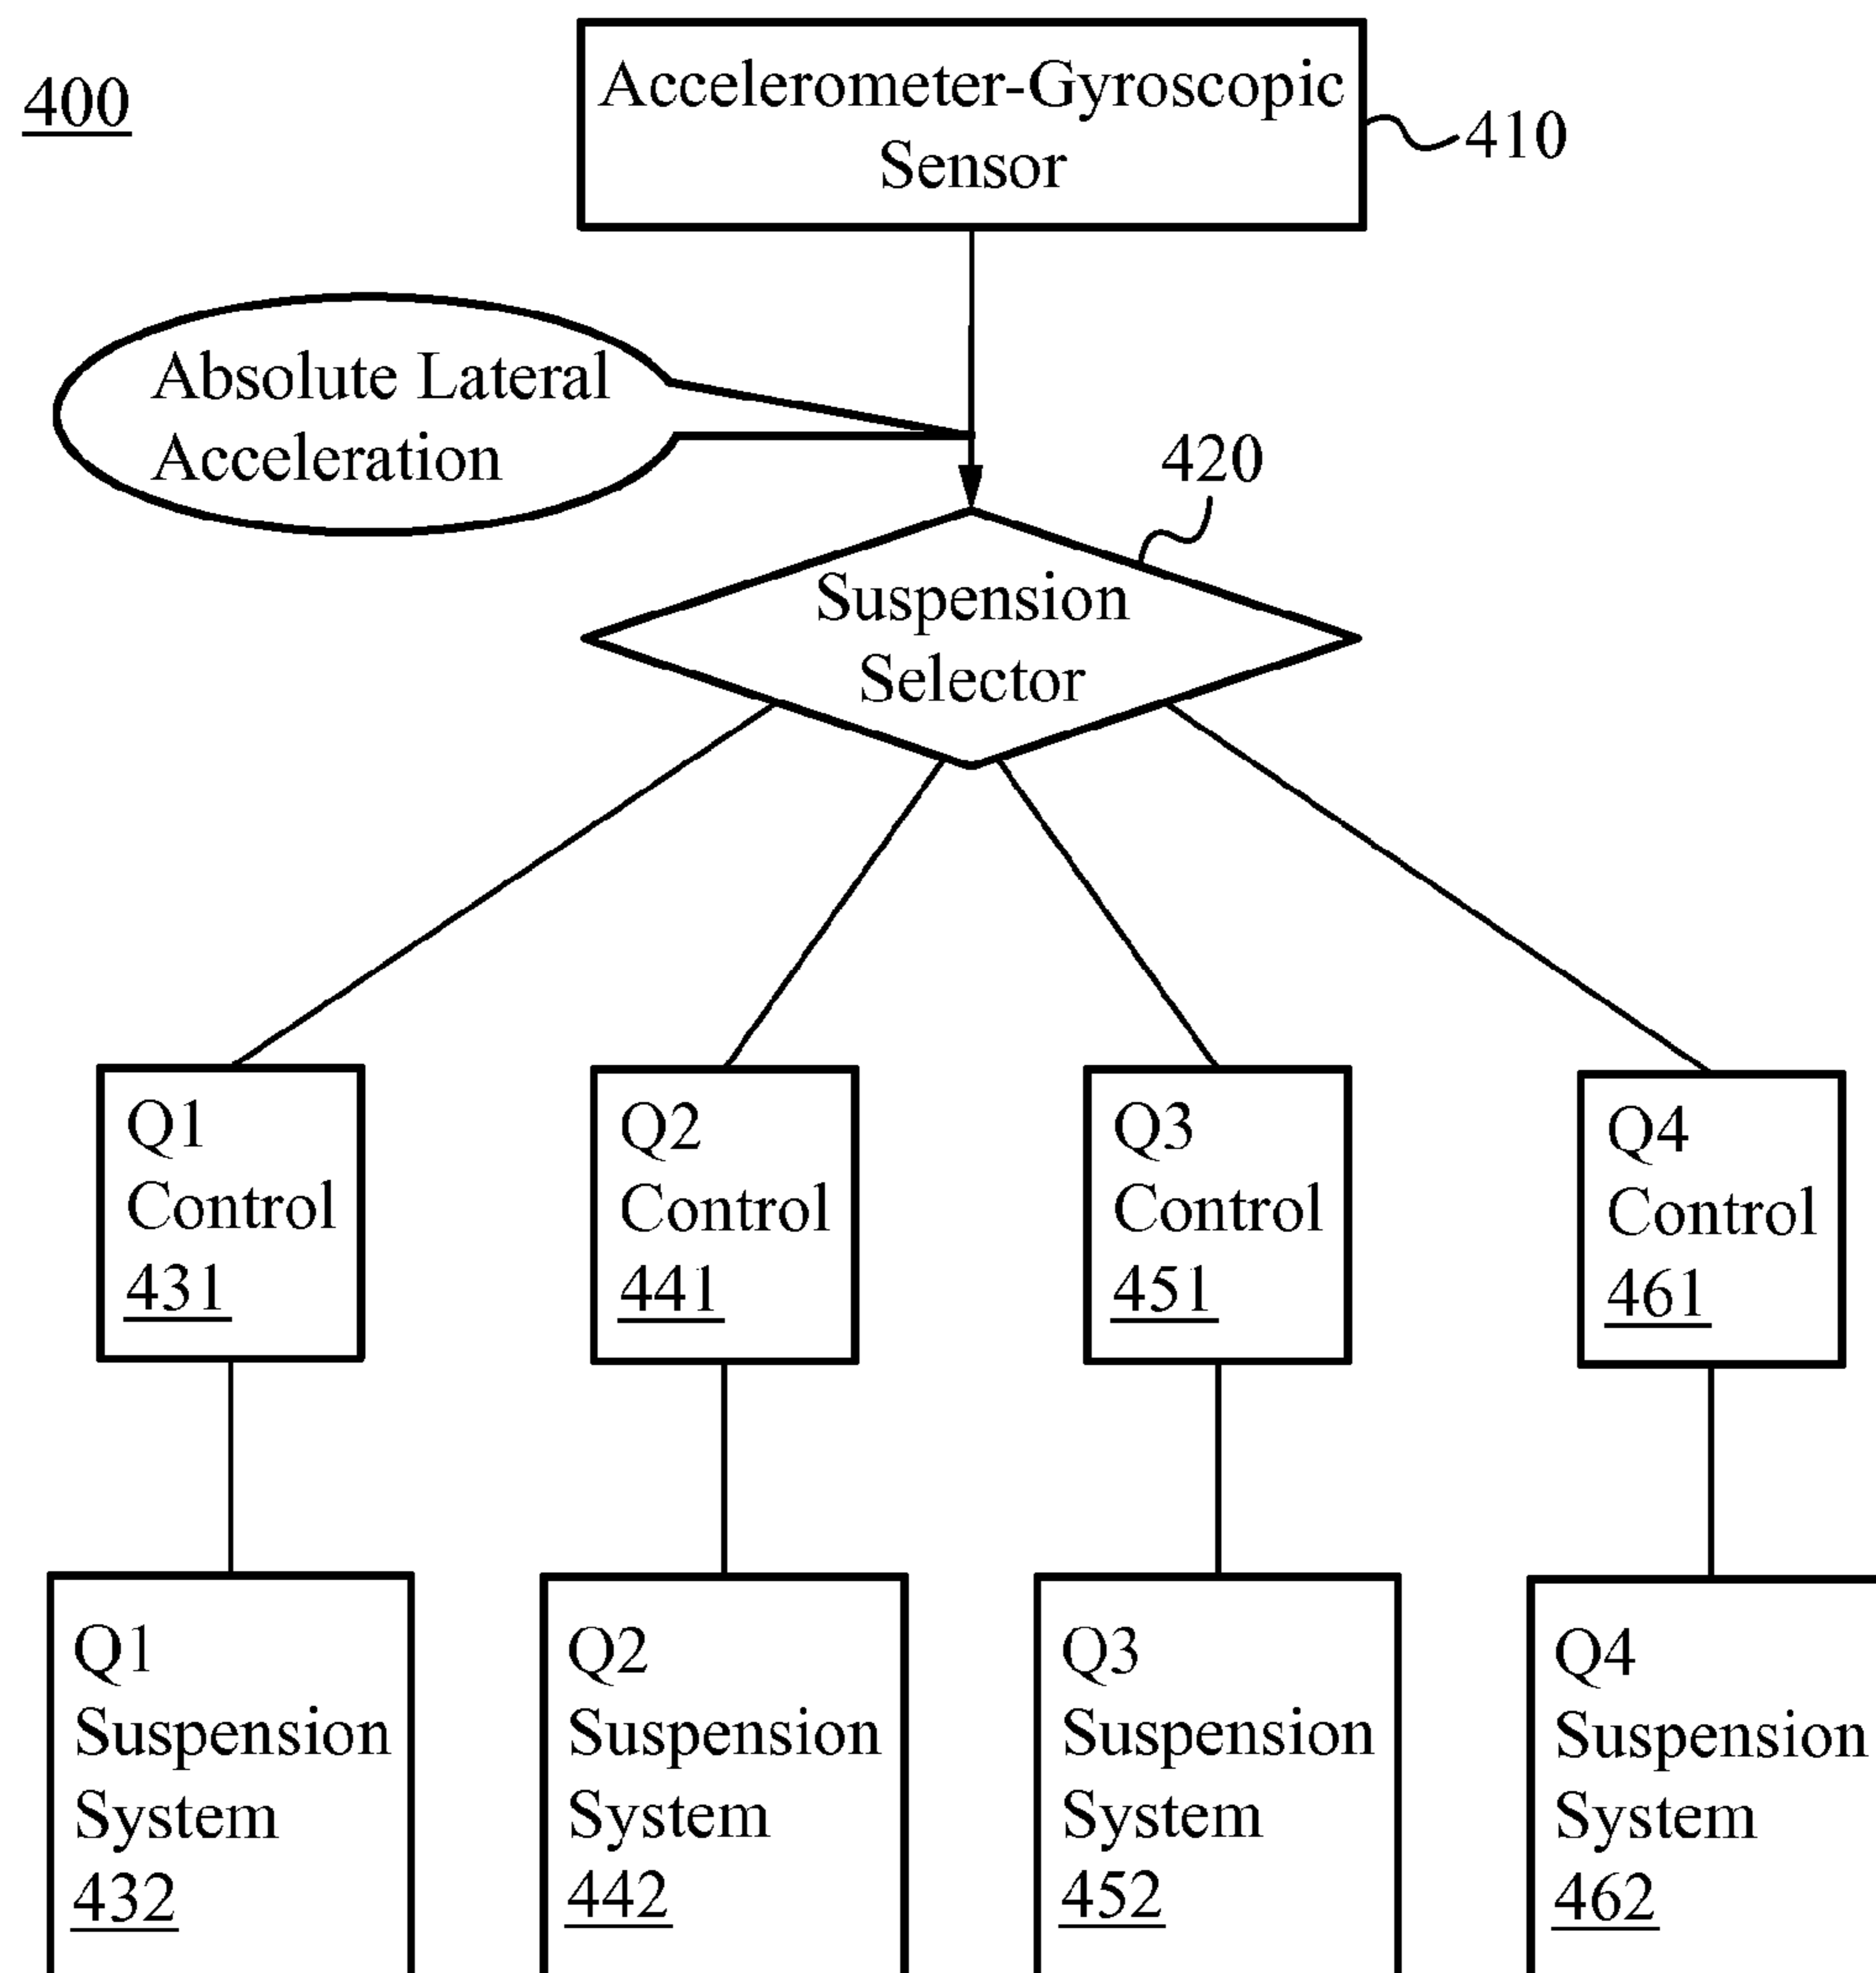 400
Accelerometer-Gyroscopic
Sensor
410
Absolute Lateral
Acceleration
420
Suspension
Selector
Q1
Control
431
Q2
Control
441
Q3
Control
451
Q4
Control
461
Q1
Suspension
System
432
Q2
Suspension
System
442
Q3
Suspension
System
452
Q4
Suspension
System
462